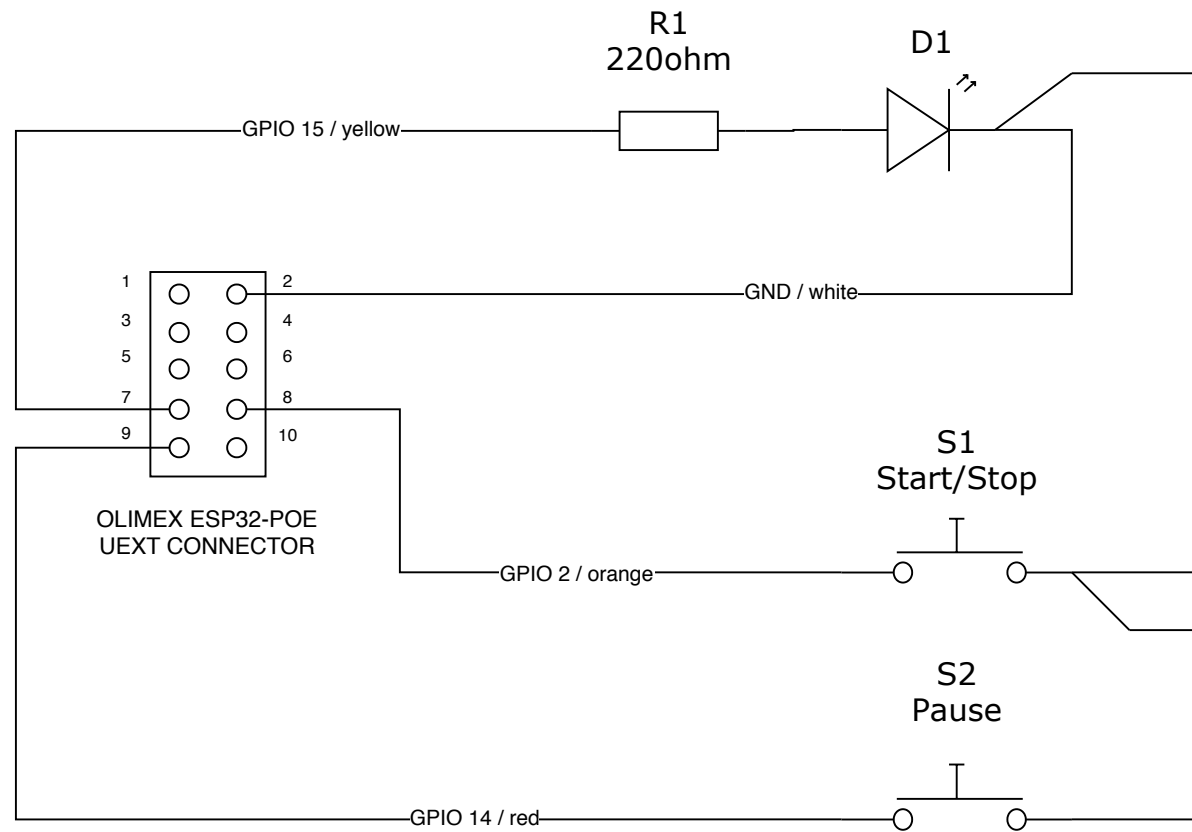 R1
220ohm
D1
GPIO 15 / yellow
1
2
GND / white
3
4
5
6
7
8
9
10
OLIMEX ESP32-POE
UEXT CONNECTOR
S1
Start/Stop
GPIO 2 / orange
S2
Pause
GPIO 14 / red